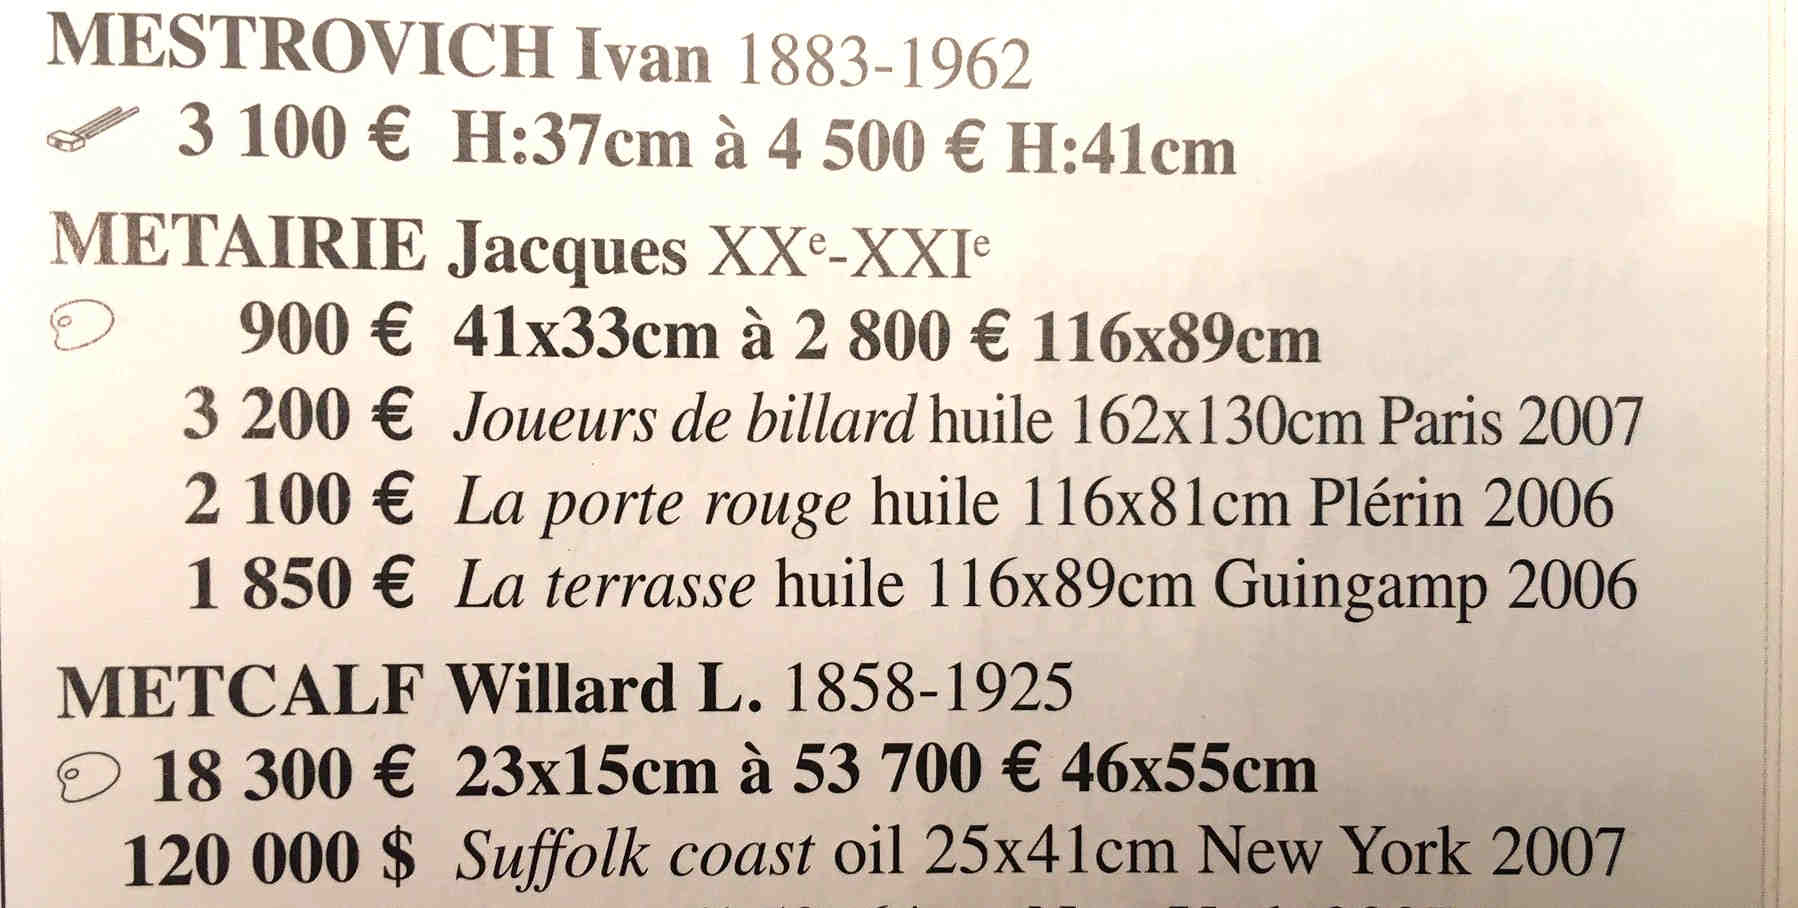 MESTROVICH Ivan 1883-1962
3 100 € H:37cm à 4 500 € H:41cm
METAIRIE Jacques XXe-XXIe
900 € 41x33cm à 2 800 € 116x89cm
3 200 € Joueurs de billard huile 162x130cm Paris 2007
2 100 € La porte rouge huile 116x81cm Plérin 2006
1 850 € La terrasse huile 116x89cm Guingamp 2006
METCALF Willard L. 1858-1925
18 300 € 23x15cm à 53 700 € 46x55cm
120 000 $ Suffolk coast oil 25x41cm New York 2007